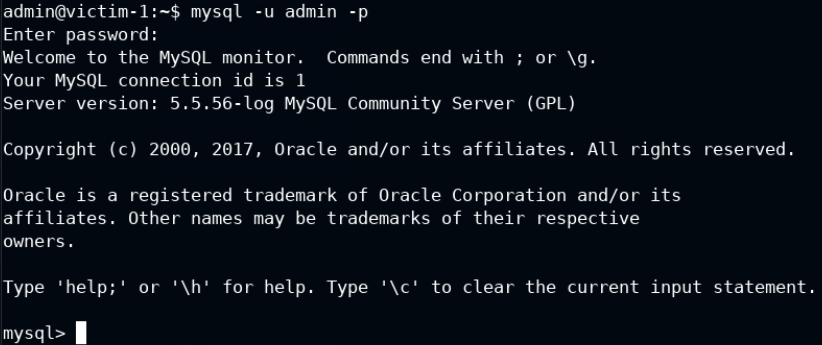 admin@victim-1:~$ mysql -u admin -p
Enter password:
Welcome to the MySQL monitor.  Commands end with ; or \g.
Your MySQL connection id is 1
Server version: 5.5.56-log MySQL Community Server (GPL)
Copyright (c) 2000, 2017, Oracle and/or its affiliates. All rights reserved.
Oracle is a registered trademark of Oracle Corporation and/or its
affiliates. Other names may be trademarks of their respective
owners.
Type 'help;' or '\h' for help. Type '\c' to clear the current input statement.
mysql>